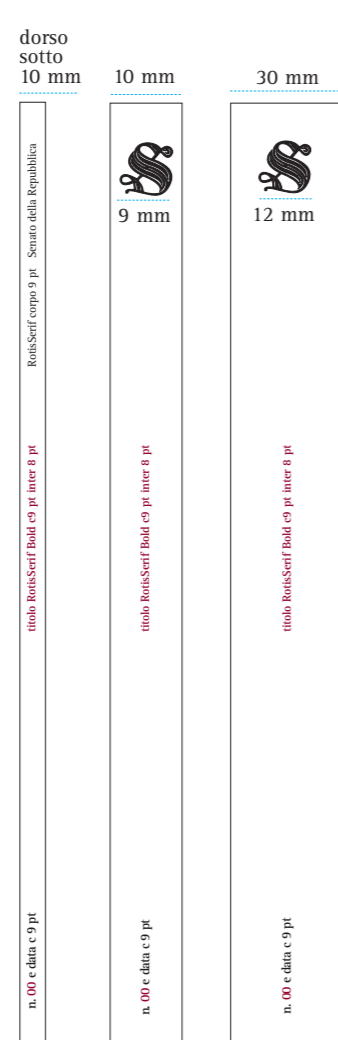 dorso
sotto
10 mm
10 mm
30 mm
9 mm
12 mm
RotisSerif corpo 9 pt Senato della Repubblica
titolo RotisSerif Bold c9 pt inter 8 pt
n. 00 e data c 9 pt
titolo RotisSerif Bold c9 pt inter 8 pt
n. 00 e data c 9 pt
titolo RotisSerif Bold c9 pt inter 8 pt
n. 00 e data c 9 pt